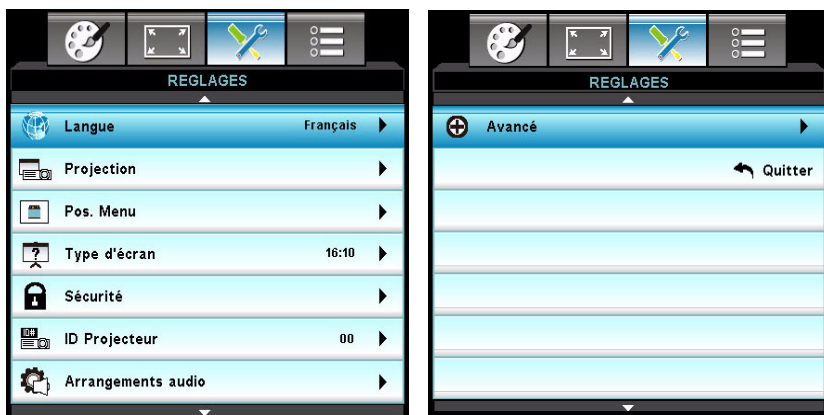 REGLAGES
Langue Français
Projection
Pos. Menu
Type d'écran 16:10
Sécurité
ID Projecteur 00
Arrangements audio
REGLAGES
Avancé
Quitter